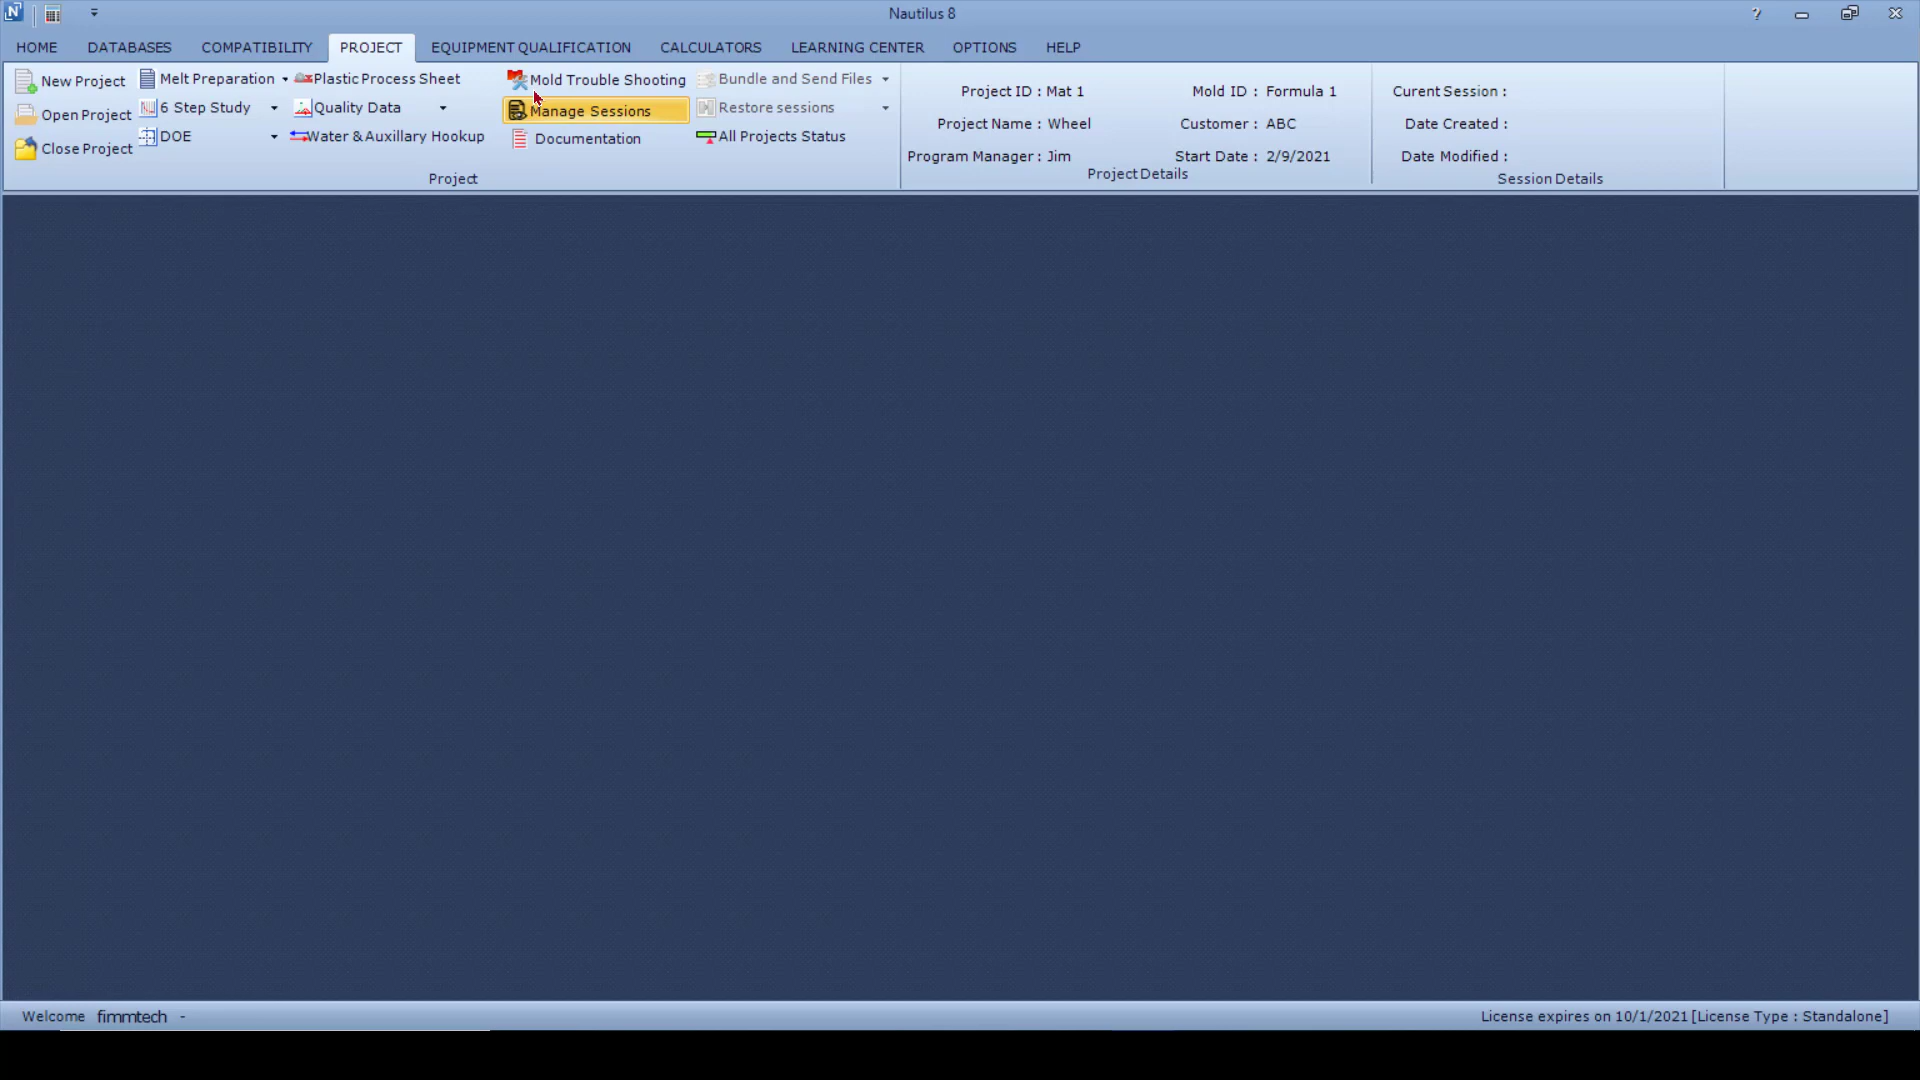 N
Nautilus 8
?
HOME DATABASES COMPATIBILITY PROJECT EQUIPMENT QUALIFICATION CALCULATORS LEARNING CENTER OPTIONS HELP
New Project
Open Project
Close Project
Melt Preparation
6 Step Study
DOE
Plastic Process Sheet
Quality Data
Water & Auxillary Hookup
Mold Trouble Shooting
Manage Sessions
Documentation
Bundle and Send Files
Restore sessions
All Projects Status
Project
Project ID : Mat 1
Project Name : Wheel
Program Manager : Jim
Mold ID : Formula 1
Customer : ABC
Start Date : 2/9/2021
Project Details
Curent Session :
Date Created :
Date Modified :
Session Details
Welcome fimmtech -
License expires on 10/1/2021 [License Type : Standalone]